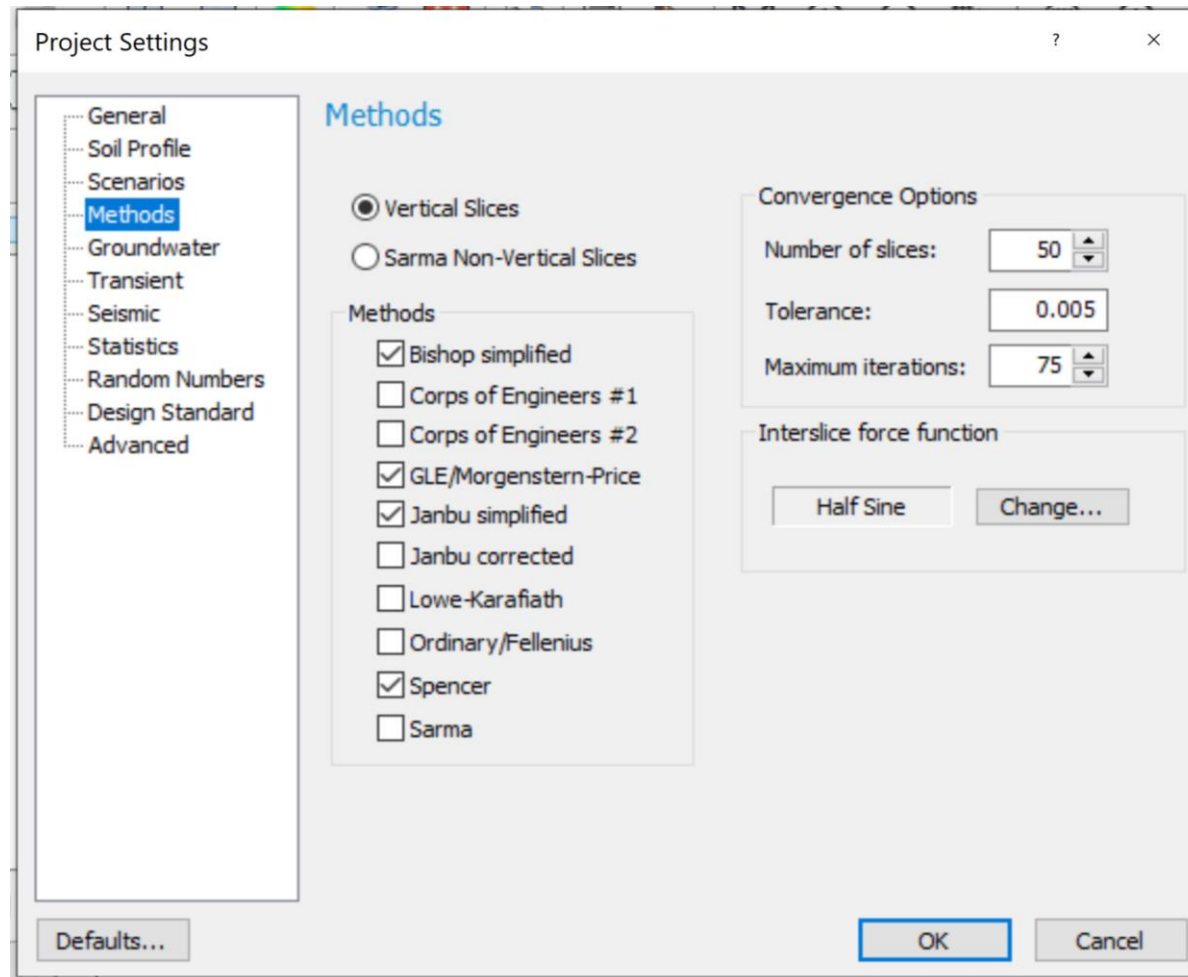 Project Settings
?
×
General
Soil Profile
Scenarios
Methods
Groundwater
Transient
Seismic
Statistics
Random Numbers
Design Standard
Advanced
Methods
Vertical Slices
Sarma Non-Vertical Slices
Methods
Bishop simplified
Corps of Engineers #1
Corps of Engineers #2
GLE/Morgenstern-Price
Janbu simplified
Janbu corrected
Lowe-Karafiath
Ordinary/Fellenius
Spencer
Sarma
Convergence Options
Number of slices: 50
Tolerance: 0.005
Maximum iterations: 75
Interslice force function
Half Sine Change...
Defaults... OK Cancel